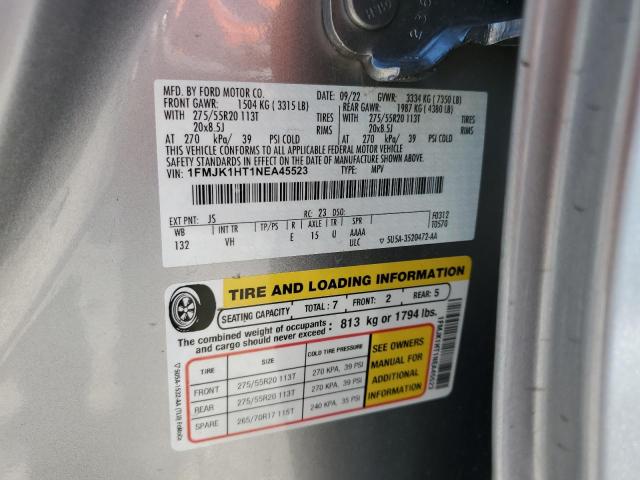 MFD. BY FORD MOTOR CO.
09/22 GVWR: 3334 KG ( 7350 LB)
FRONT GAWR: 1504 KG ( 3315 LB)
REAR GAWR: 1987 KG ( 4380 LB)
WITH 275/55R20 113T TIRES
WITH 275/55R20 113T TIRES
20x8.5J RIMS
20x8.5J RIMS
AT 270 kPa/ 39 PSI COLD
AT 270 kPa/ 39 PSI COLD
THIS VEHICLE CONFORMS TO ALL APPLICABLE FEDERAL MOTOR VEHICLE
SAFETY STANDARDS IN EFFECT ON THE DATE OF MANUFACTURE SHOWN ABOVE.
VIN: 1FMJK1HT1NEA45523
TYPE: MPV
EXT PNT: JS RC: 23 DSO:
WB INT TR TP/PS R AXLE TR SPR
132 VH E 15 U AAAA
ULC
F0312
T0570
▽ 5U5A-3520472-AA
TIRE AND LOADING INFORMATION
SEATING CAPACITY TOTAL : 7 FRONT: 2 REAR: 5
The combined weight of occupants and cargo should never exceed : 813 kg or 1794 lbs.
TIRE SIZE COLD TIRE PRESSURE
FRONT 275/55R20 113T 270 KPA, 39 PSI
REAR 275/55R20 113T 270 KPA, 39 PSI
SPARE 265/70R17 115T 240 KPA, 35 PSI
SEE OWNERS
MANUAL FOR
ADDITIONAL
INFORMATION
1FMJK1HT1NEA45523